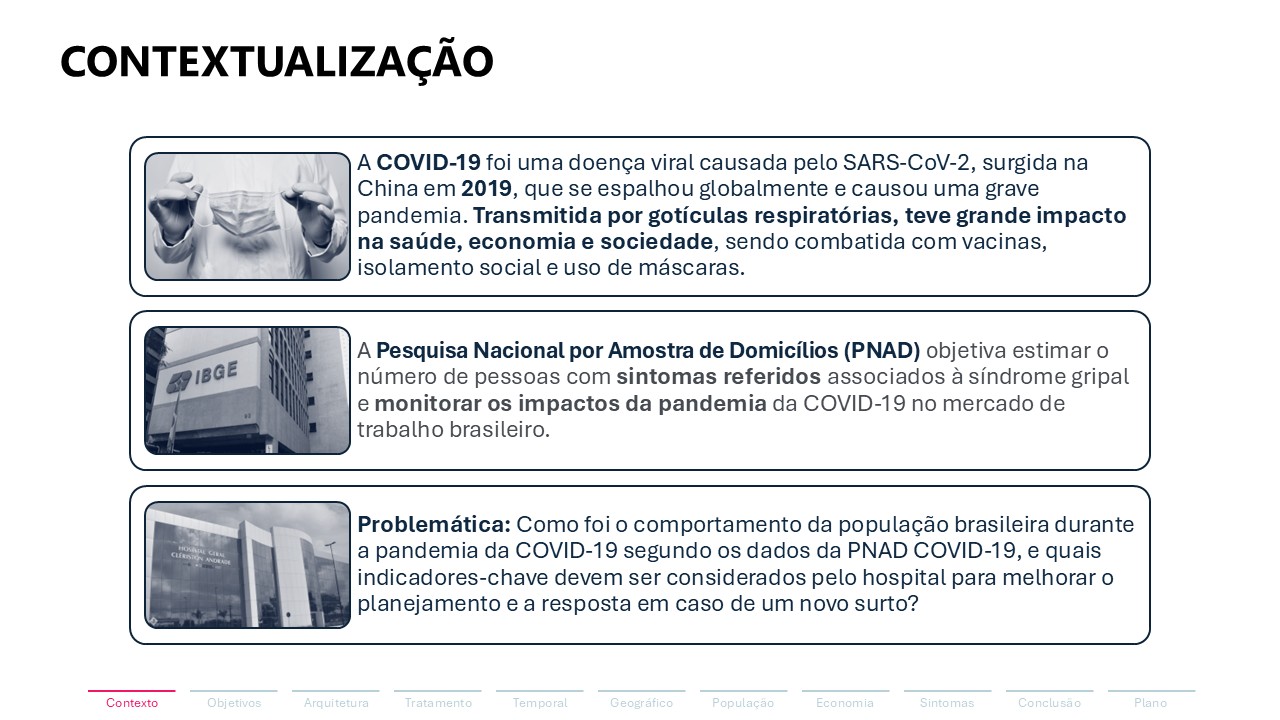 CONTEXTUALIZAÇÃO
A COVID-19 foi uma doença viral causada pelo SARS-CoV-2, surgida na
China em 2019, que se espalhou globalmente e causou uma grave
pandemia. Transmitida por gotículas respiratórias, teve grande impacto
na saúde, economia e sociedade, sendo combatida com vacinas,
isolamento social e uso de máscaras.
IBGE
A Pesquisa Nacional por Amostra de Domicílios (PNAD) objetiva estimar o
número de pessoas com sintomas referidos associados à síndrome gripal
e monitorar os impactos da pandemia da COVID-19 no mercado de
trabalho brasileiro.
HOSPITAL GERAL
CLÉRISTON ANDRADE
Problemática: Como foi o comportamento da população brasileira durante
a pandemia da COVID-19 segundo os dados da PNAD COVID-19, e quais
indicadores-chave devem ser considerados pelo hospital para melhorar o
planejamento e a resposta em caso de um novo surto?
Contexto Objetivos Arquitetura Tratamento Temporal Geográfico População Economia Sintomas Conclusão Plano